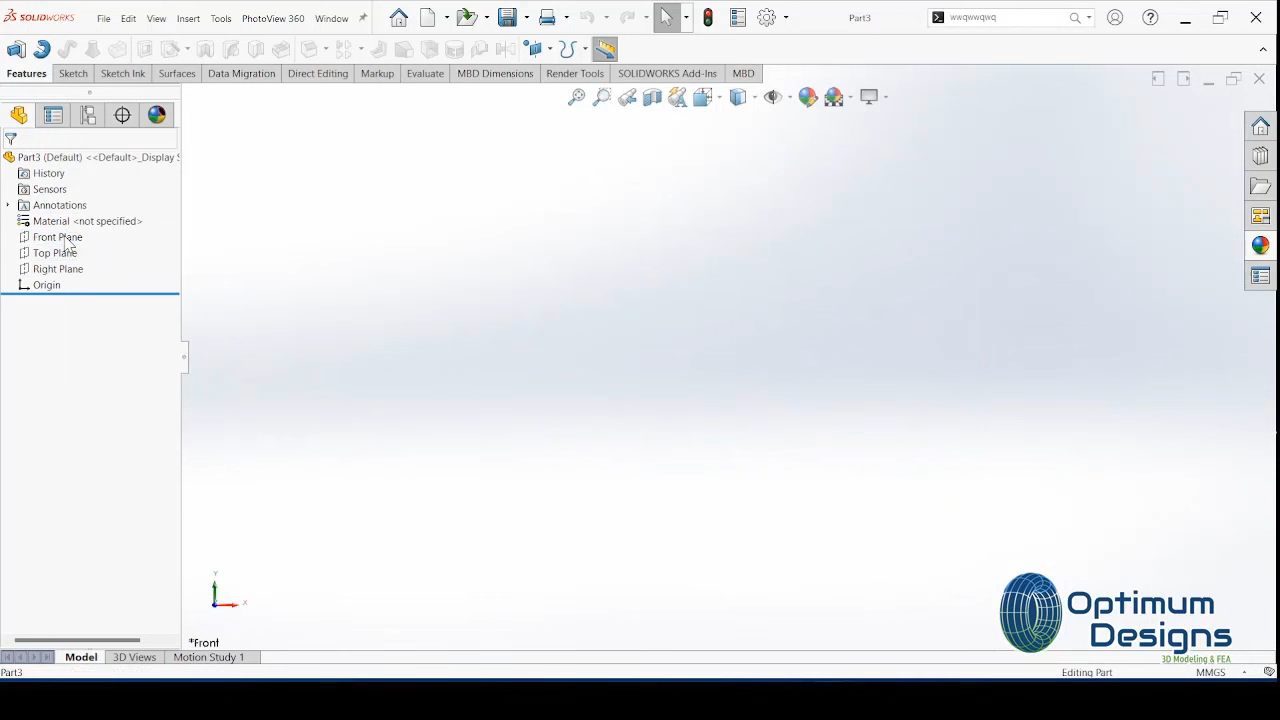 SOLIDWORKS File Edit View Insert Tools PhotoView 360 Window Part3 wwqwwqwq
Features Sketch Sketch Ink Surfaces Data Migration Direct Editing Markup Evaluate MBD Dimensions Render Tools SOLIDWORKS Add-Ins MBD
Part3 (Default) <<Default>_Display S
History
Sensors
Annotations
Material <not specified>
Front Plane
Top Plane
Right Plane
Origin
Y
X
*Front
Optimum
Designs
3D Modeling & FEA
Model 3D Views Motion Study 1
Part3 Editing Part MMGS